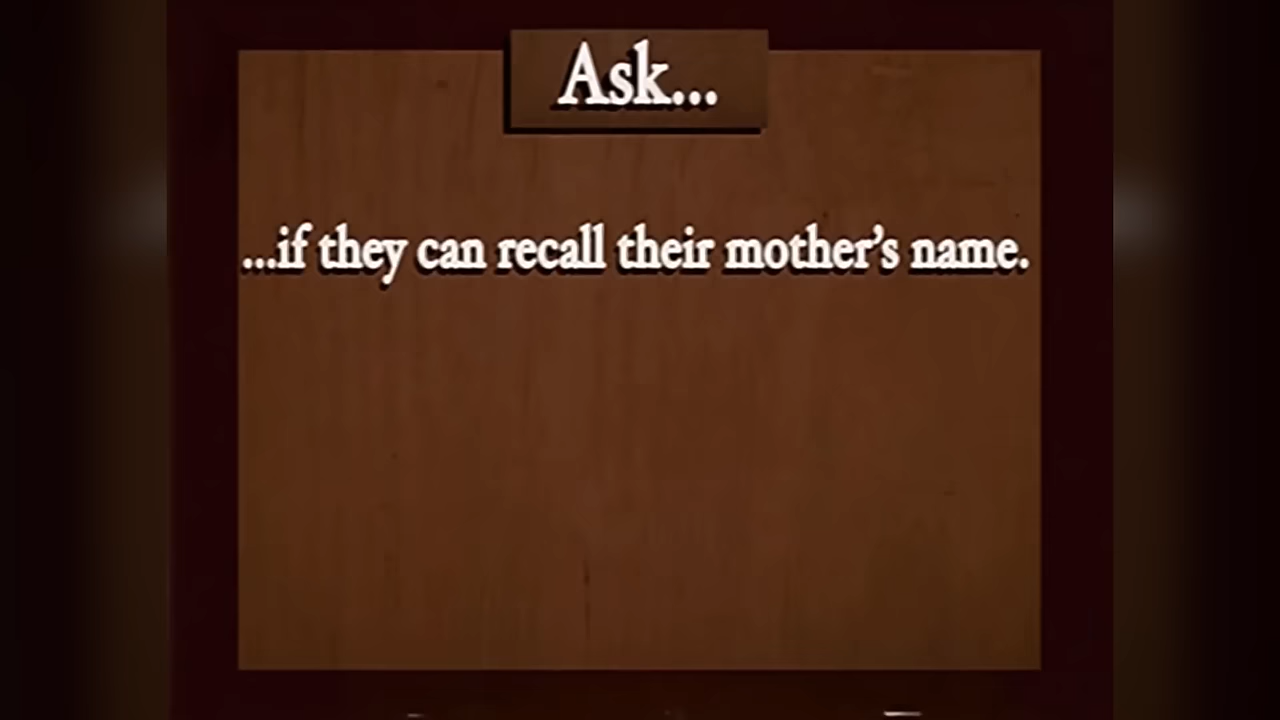 Ask...
...if they can recall their mother’s name.